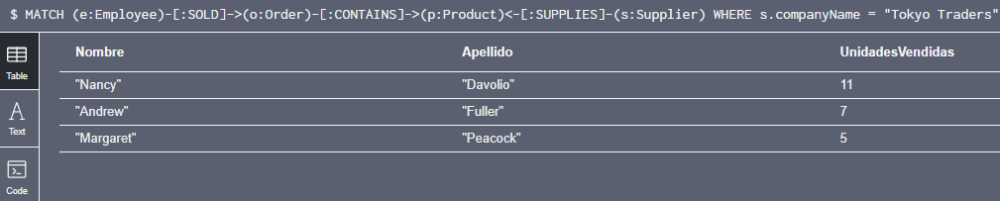 $ MATCH (e:Employee)-[:SOLD]->(o:Order)-[:CONTAINS]->(p:Product)<-[:SUPPLIES]-(s:Supplier) WHERE s.companyName = "Tokyo Traders"
Table
Nombre Apellido UnidadesVendidas
"Nancy" "Davolio" 11
"Andrew" "Fuller" 7
Text
"Margaret" "Peacock" 5
Code